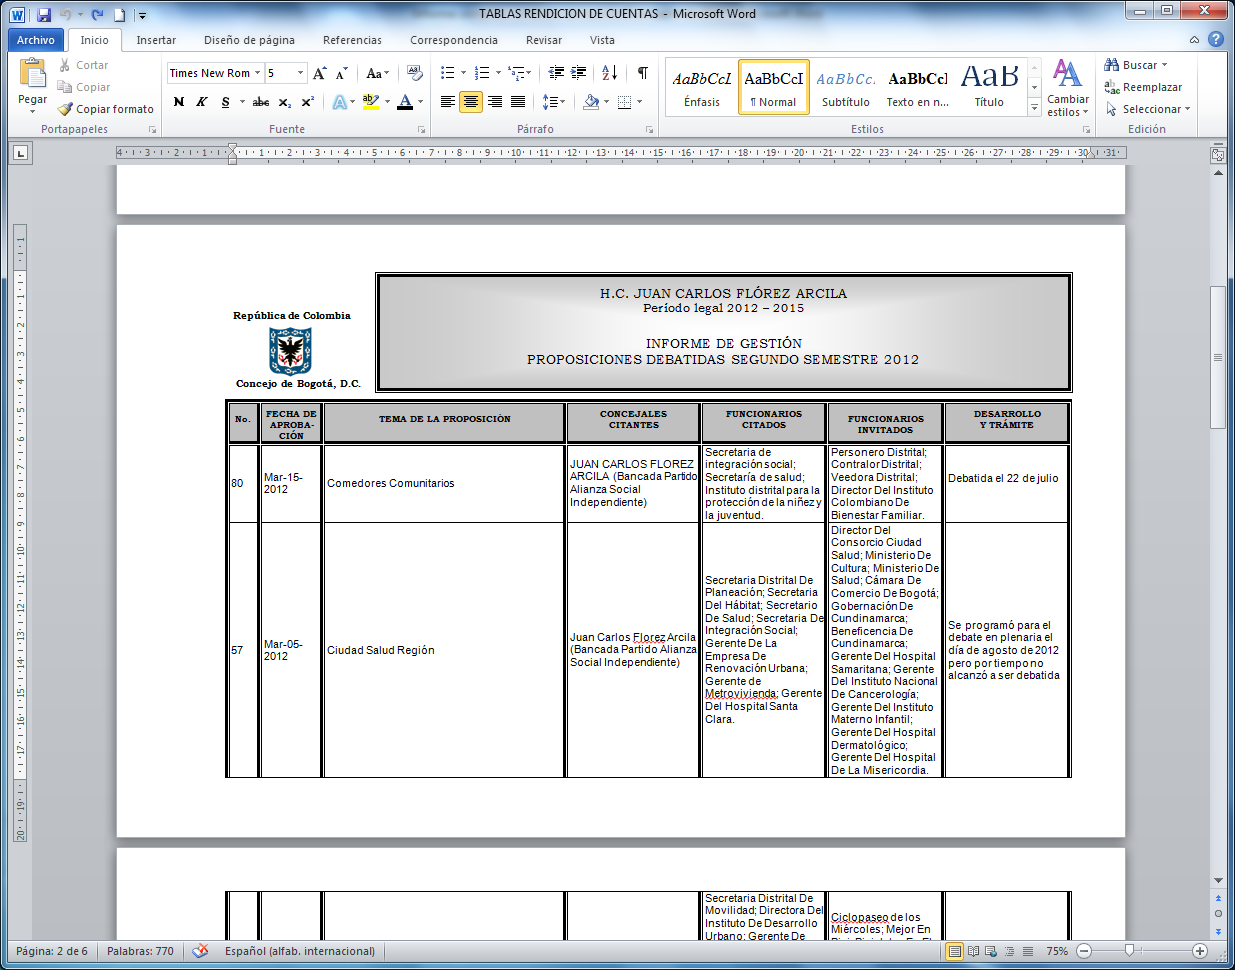 TABLAS RENDICION DE CUENTAS - Microsoft Word
Archivo Inicio Insertar Diseño de página Referencias Correspondencia Revisar Vista
Pegar
Cortar
Copiar
Copiar formato
Portapapeles
Times New Rom 5
N K S abc x₂ x²
Fuente
Párrafo
AaBbCcI AaBbCcI AaBbCc. AaBbCcI AaB
Énfasis ¶ Normal Subtítulo Texto en n... Título
Cambiar
estilos
Estilos
Buscar
Reemplazar
Seleccionar
Edición
República de Colombia
Concejo de Bogotá, D.C.
H.C. JUAN CARLOS FLÓREZ ARCILA
Período legal 2012 – 2015
INFORME DE GESTIÓN
PROPOSICIONES DEBATIDAS SEGUNDO SEMESTRE 2012
No.
FECHA DE
APROBA-
CIÓN
TEMA DE LA PROPOSICIÓN
CONCEJALES
CITANTES
FUNCIONARIOS
CITADOS
FUNCIONARIOS
INVITADOS
DESARROLLO
Y TRÁMITE
80
Mar-15-
2012
Comedores Comunitarios
JUAN CARLOS FLOREZ
ARCILA (Bancada Partido
Alianza Social
Independiente)
Secretaria de
integración social;
Secretaría de salud;
Instituto distrital para la
protección de la niñez y
la juventud.
Personero Distrital;
Contralor Distrital;
Veedora Distrital;
Director Del Instituto
Colombiano De
Bienestar Familiar.
Debatida el 22 de julio
57
Mar-05-
2012
Ciudad Salud Región
Juan Carlos Florez Arcila
(Bancada Partido Alianza
Social Independiente)
Secretaria Distrital De
Planeación; Secretaria
Del Hábitat; Secretario
De Salud; Secretaria De
Integración Social;
Gerente De La
Empresa De
Renovación Urbana;
Gerente de
Metrovivienda; Gerente
Del Hospital Santa
Clara.
Director Del
Consorcio Ciudad
Salud; Ministerio De
Cultura; Ministerio De
Salud; Cámara De
Comercio De Bogotá;
Gobernación De
Cundinamarca;
Beneficencia De
Cundinamarca;
Gerente Del Hospital
Samaritana; Gerente
Del Instituto Nacional
De Cancerología;
Gerente Del Instituto
Materno Infantil;
Gerente Del Hospital
Dermatológico;
Gerente Del Hospital
De La Misericordia.
Se programó para el
debate en plenaria el
día de agosto de 2012
pero por tiempo no
alcanzó a ser debatida
Secretaria Distrital De
Movilidad; Directora Del
Instituto De Desarrollo
Urbano; Gerente De
Ciclopaseo de los
Miércoles; Mejor En
Página: 2 de 6 Palabras: 770 Español (alfab. internacional) 75%